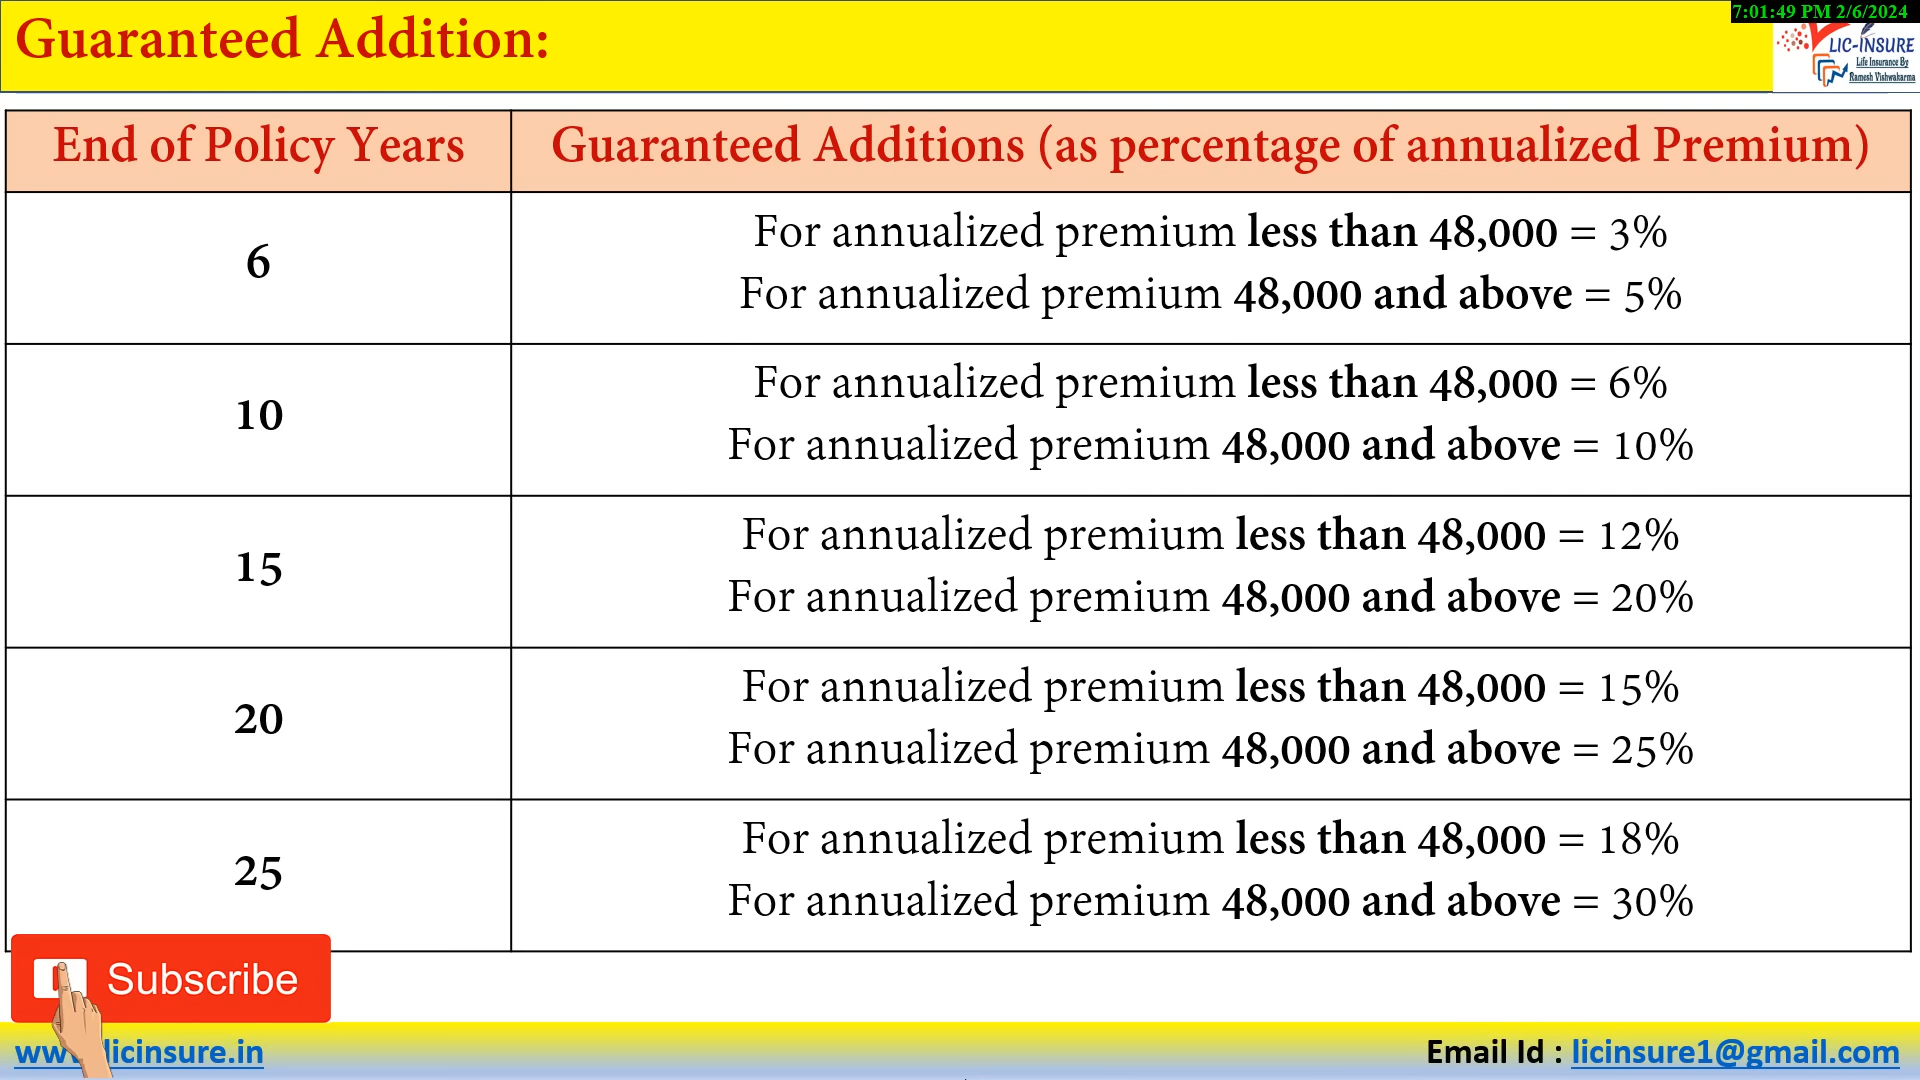 7:01:49 PM 2/6/2024
Guaranteed Addition:
LIC-INSURE
Life Insurance By
Ramesh Vishwakarma
End of Policy Years Guaranteed Additions (as percentage of annualized Premium)
6
For annualized premium less than 48,000 = 3%
For annualized premium 48,000 and above = 5%
10
For annualized premium less than 48,000 = 6%
For annualized premium 48,000 and above = 10%
15
For annualized premium less than 48,000 = 12%
For annualized premium 48,000 and above = 20%
20
For annualized premium less than 48,000 = 15%
For annualized premium 48,000 and above = 25%
25
For annualized premium less than 48,000 = 18%
For annualized premium 48,000 and above = 30%
Subscribe
www.licinsure.in
Email Id : licinsure1@gmail.com